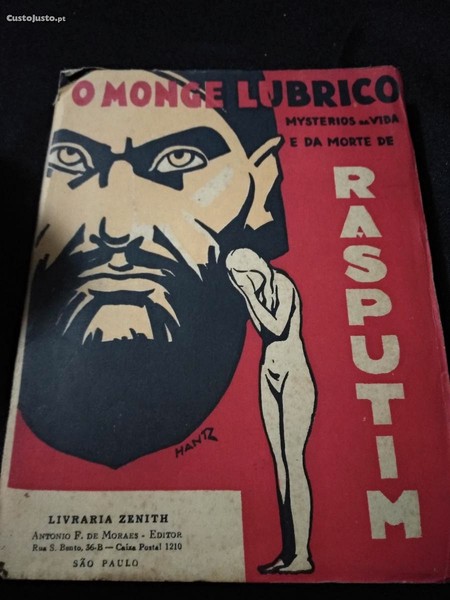 CustoJusto.pt
O MONGE LUBRICO
MYSTERIOS DA VIDA
E DA MORTE DE
RASPUTIM
HANTZ
LIVRARIA ZENITH
ANTONIO F. DE MORAES - EDITOR
Rua S. Bento, 36-B — Caixa Postal 1210
SÃO PAULO